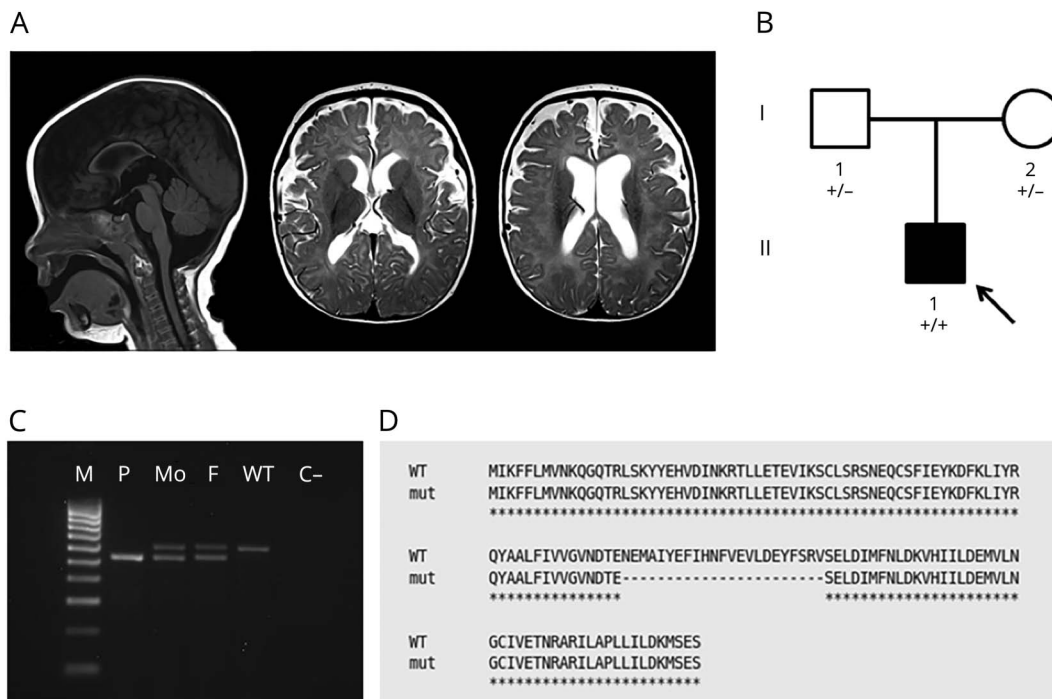 A
B
I
1
+/–
2
+/–
II
1
+/+
C
M P Mo F WT C–
D
WT MIKFFLMVNKQGQTRLSKYYEHVDINKRTLLETEVIKSCLSRSNEQCSFIEYKDFKLIYR
mut MIKFFLMVNKQGQTRLSKYYEHVDINKRTLLETEVIKSCLSRSNEQCSFIEYKDFKLIYR
************************************************************
WT QYAALFIVVGVNDTENEMAIYEFIHNFVEVLDEYFSRVSELDIMFNLDKVHIILDEMVLN
mut QYAALFIVVGVNDTE-----------------------SELDIMFNLDKVHIILDEMVLN
*************** **********************
WT GCIVETNRARILAPLLILDKMSES
mut GCIVETNRARILAPLLILDKMSES
************************